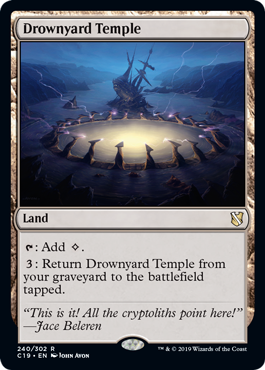 Drownyard Temple
Land
: Add .
3: Return Drownyard Temple from
your graveyard to the battlefield
tapped.
“This is it! All the cryptoliths point here!”
—Jace Beleren
240/302 R
C19 • EN John Avon
™ & © 2019 Wizards of the Coast